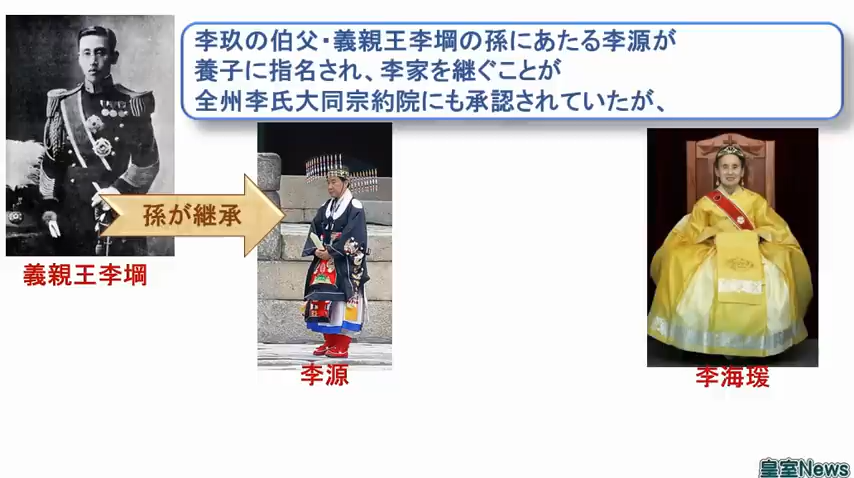 李玖の伯父・義親王李堈の孫にあたる李源が
養子に指名され、李家を継ぐことが
全州李氏大同宗約院にも承認されていたが、
孫が継承
義親王李堈
李源
李海瑗
皇室News